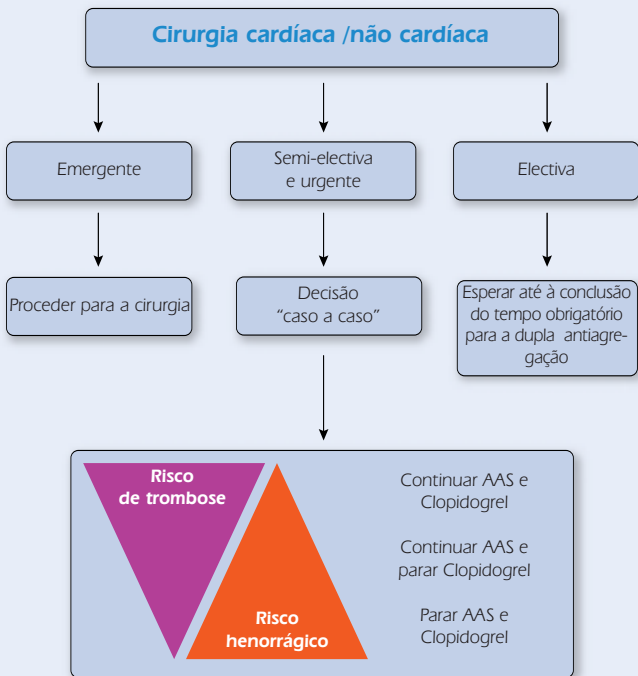 Cirurgia cardíaca /não cardíaca
Emergente
Semi-electiva
e urgente
Electiva
Proceder para a cirurgia
Decisão
“caso a caso”
Esperar até à conclusão
do tempo obrigatório
para a dupla antiagre-
gação
Risco
de trombose
Risco
henorrágico
Continuar AAS e
Clopidogrel
Continuar AAS e
parar Clopidogrel
Parar AAS e
Clopidogrel